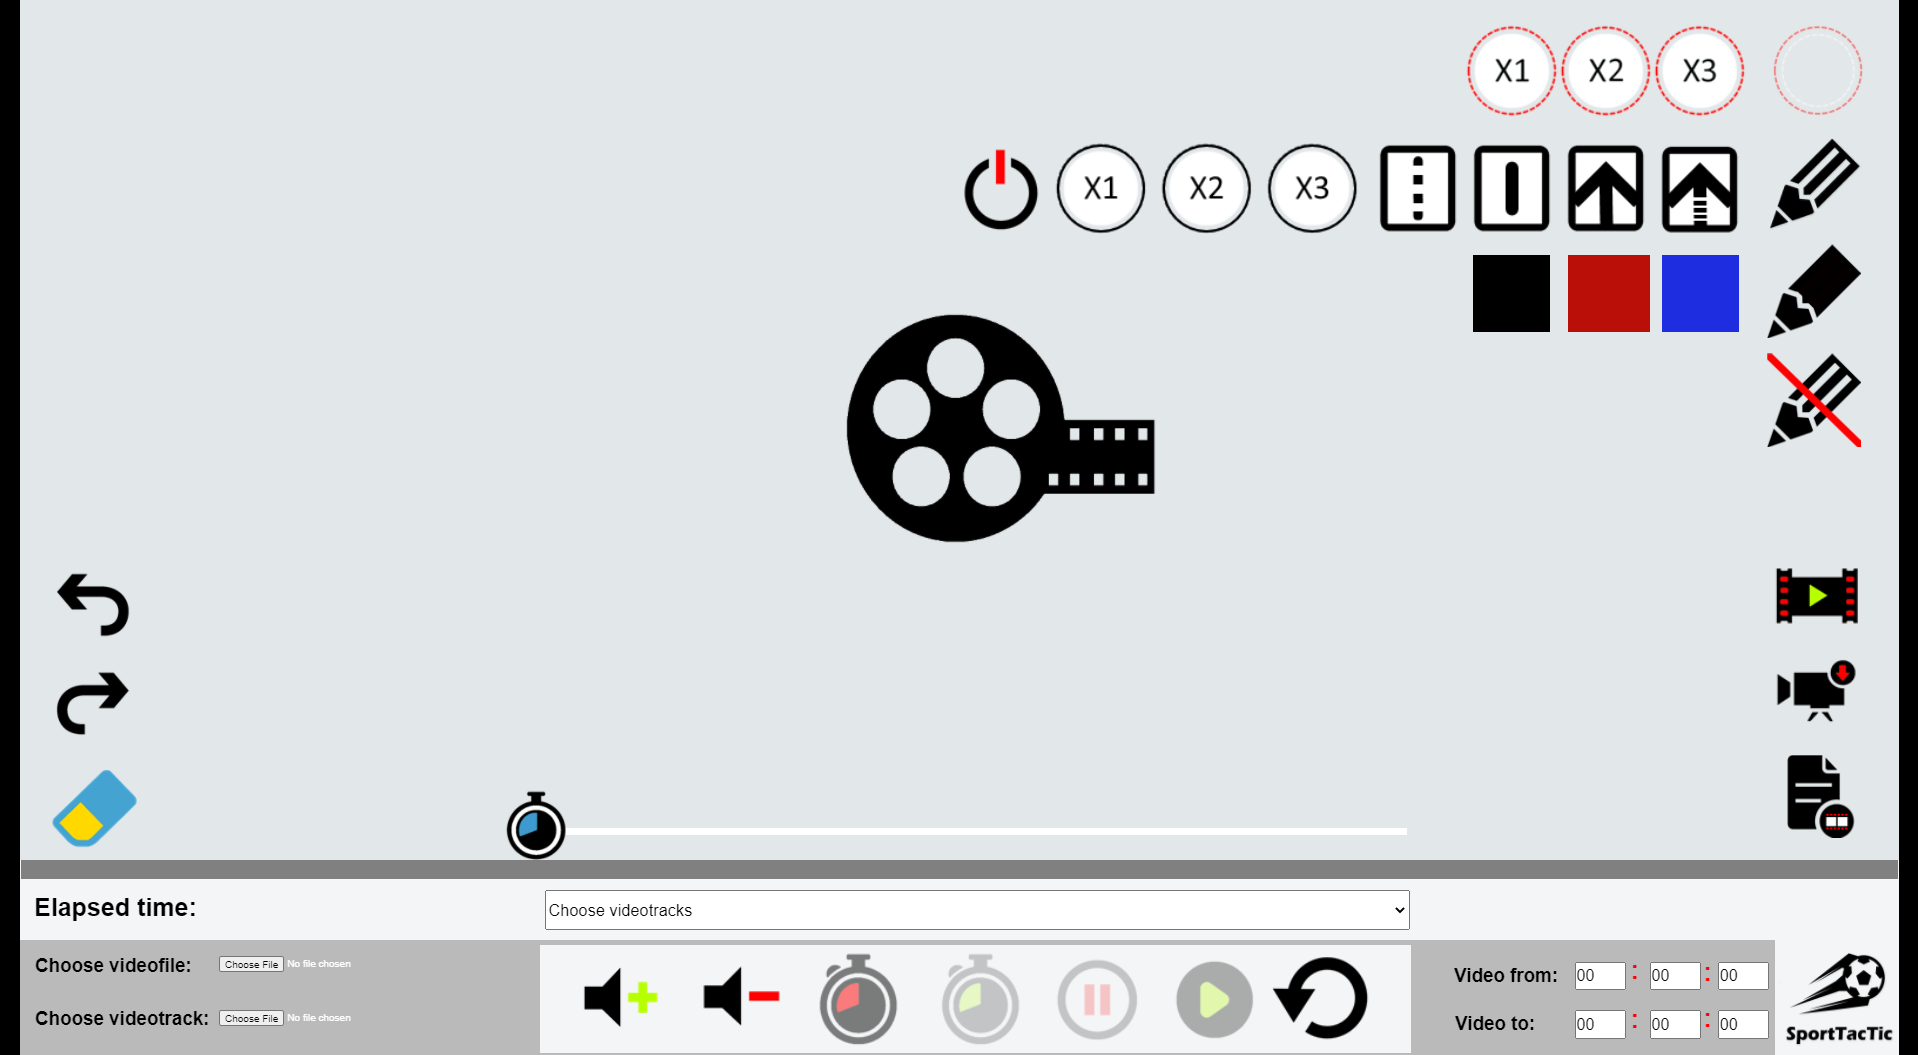 X1 X2 X3
X1 X2 X3
Elapsed time:
Choose videotracks
Choose videofile: Choose File No file chosen
Choose videotrack: Choose File No file chosen
Video from: 00 : 00 : 00
Video to: 00 : 00 : 00
SportTacTic